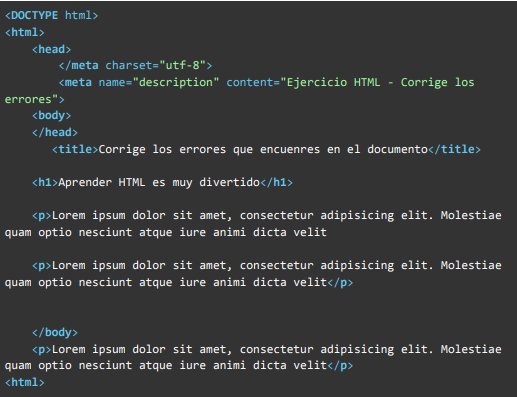 <DOCTYPE html>
<html>
    <head>
        </meta charset="utf-8">
        <meta name="description" content="Ejercicio HTML - Corrige los
errores">
    <body>
    </head>
       <title>Corrige los errores que encuenres en el documento</title>

    <h1>Aprender HTML es muy divertido</h1>

    <p>Lorem ipsum dolor sit amet, consectetur adipisicing elit. Molestiae
quam optio nesciunt atque iure animi dicta velit

    <p>Lorem ipsum dolor sit amet, consectetur adipisicing elit. Molestiae
quam optio nesciunt atque iure animi dicta velit</p>

    </body>
    <p>Lorem ipsum dolor sit amet, consectetur adipisicing elit. Molestiae
quam optio nesciunt atque iure animi dicta velit</p>
<html>